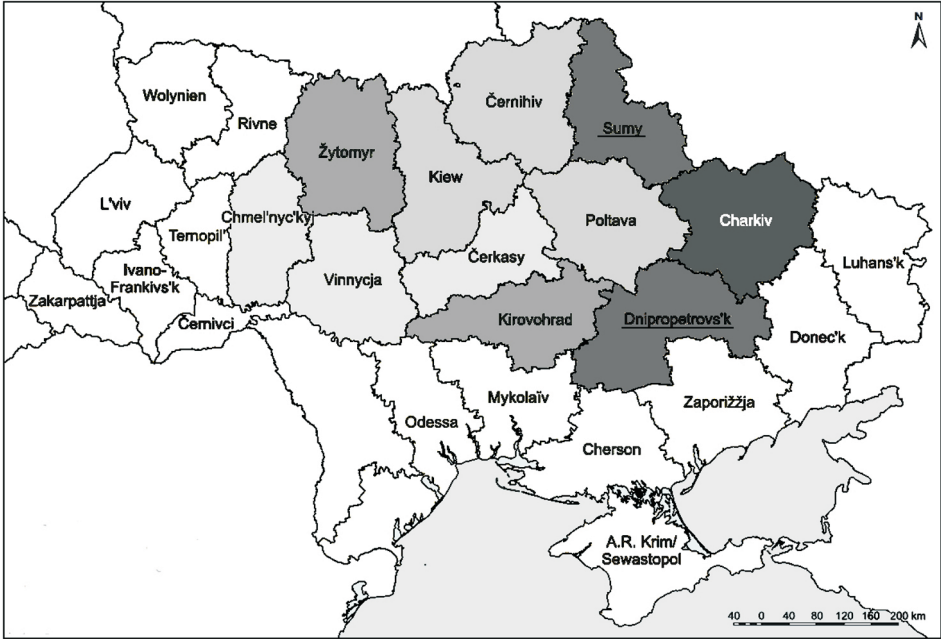 N
Wolynien
Rivne
Žytomyr
Kiew
Černihiv
Sumy
L'viv
Ternopil'
Chmel'nyc'kyj
Vinnycja
Čerkasy
Poltava
Charkiv
Luhans'k
Zakarpattja
Ivano-
Frankivs'k
Černivci
Kirovohrad
Dnipropetrovs'k
Donec'k
Odessa
Mykolaïv
Cherson
Zaporižžja
A.R. Krim/
Sewastopol
40 0 40 80 120 160 200 km